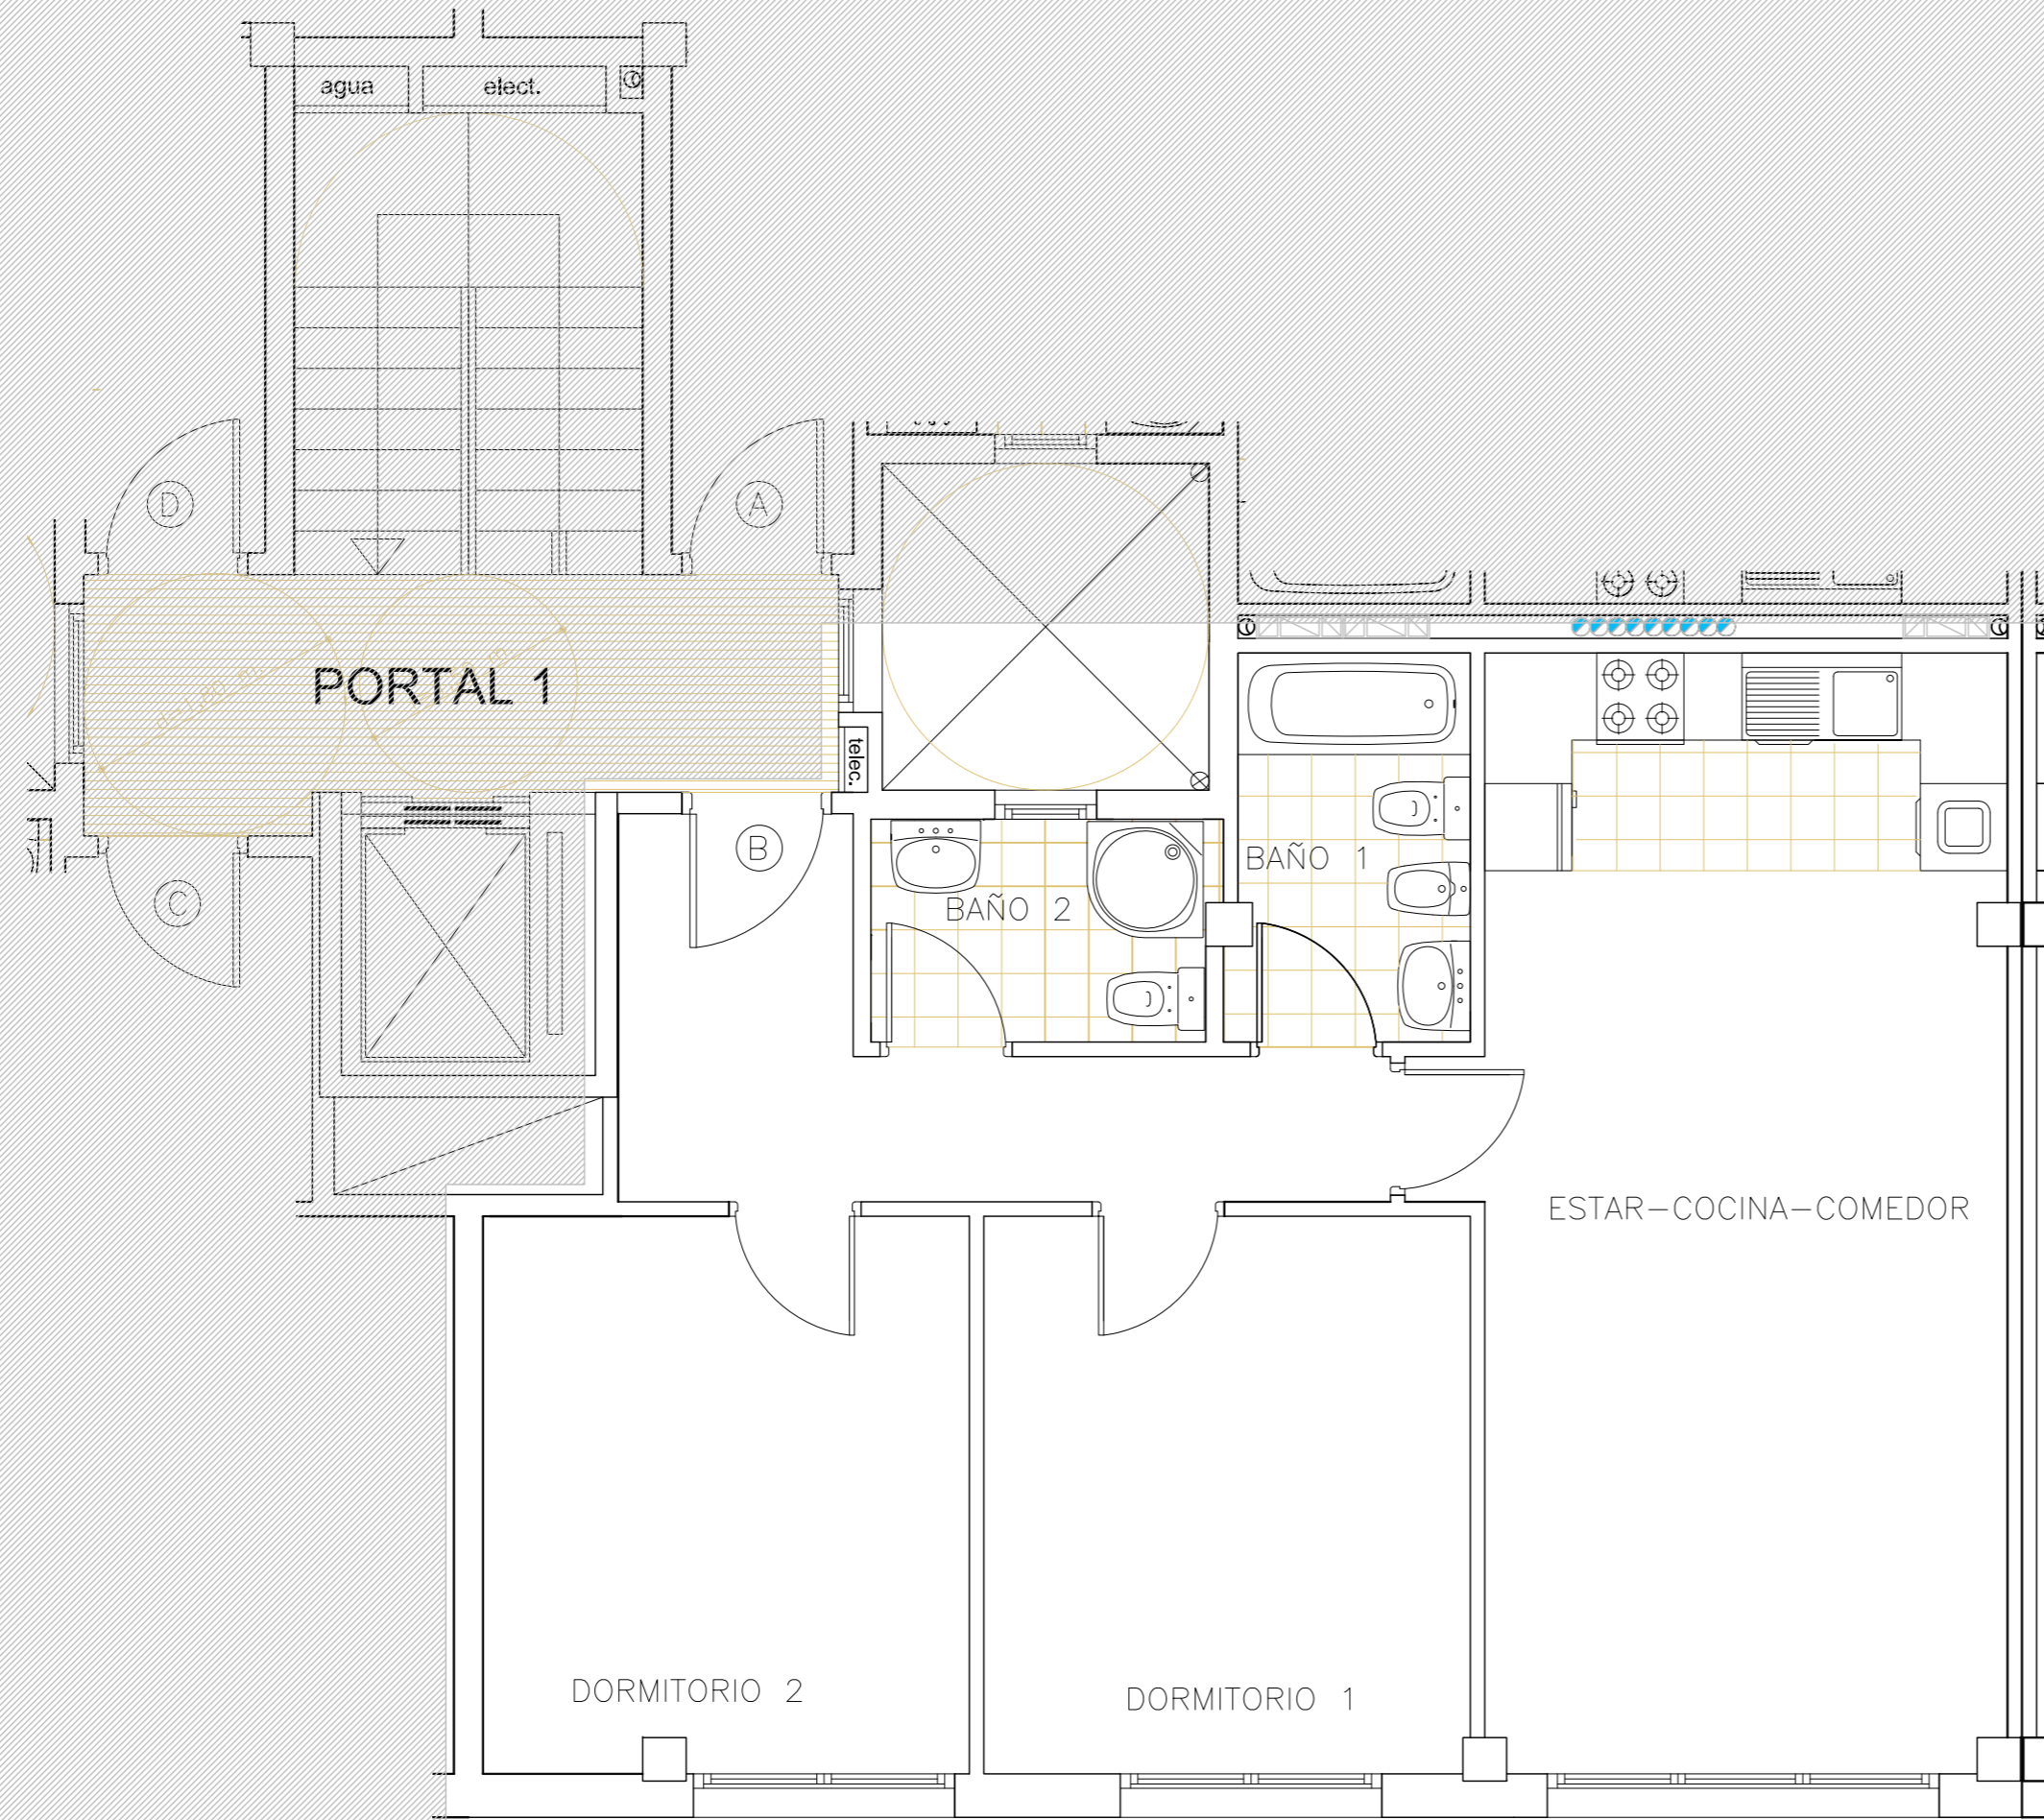 agua
elect.
D
A
PORTAL 1
telec.
B
C
BAÑO 1
BAÑO 2
ESTAR-COCINA-COMEDOR
DORMITORIO 2
DORMITORIO 1